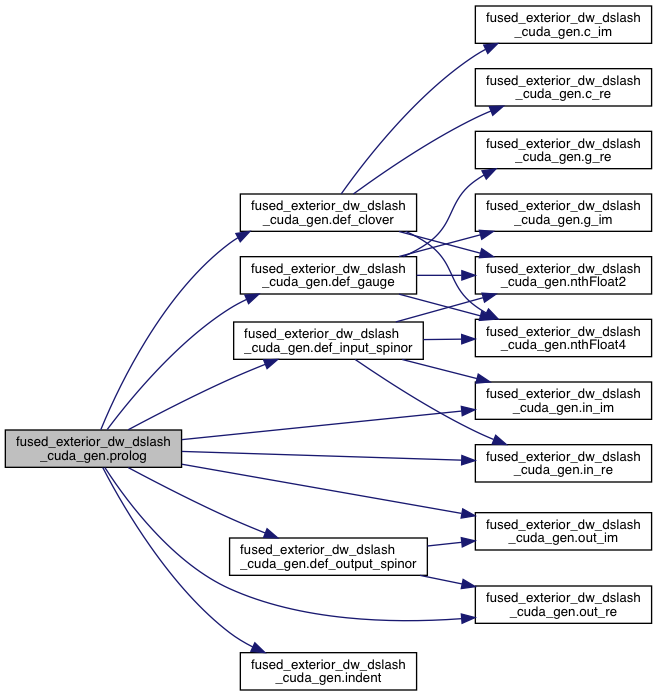 fused_exterior_dw_dslash
_cuda_gen.c_im
fused_exterior_dw_dslash
_cuda_gen.c_re
fused_exterior_dw_dslash
_cuda_gen.g_re
fused_exterior_dw_dslash
_cuda_gen.def_clover
fused_exterior_dw_dslash
_cuda_gen.g_im
fused_exterior_dw_dslash
_cuda_gen.def_gauge
fused_exterior_dw_dslash
_cuda_gen.nthFloat2
fused_exterior_dw_dslash
_cuda_gen.def_input_spinor
fused_exterior_dw_dslash
_cuda_gen.nthFloat4
fused_exterior_dw_dslash
_cuda_gen.in_im
fused_exterior_dw_dslash
_cuda_gen.prolog
fused_exterior_dw_dslash
_cuda_gen.in_re
fused_exterior_dw_dslash
_cuda_gen.out_im
fused_exterior_dw_dslash
_cuda_gen.def_output_spinor
fused_exterior_dw_dslash
_cuda_gen.out_re
fused_exterior_dw_dslash
_cuda_gen.indent